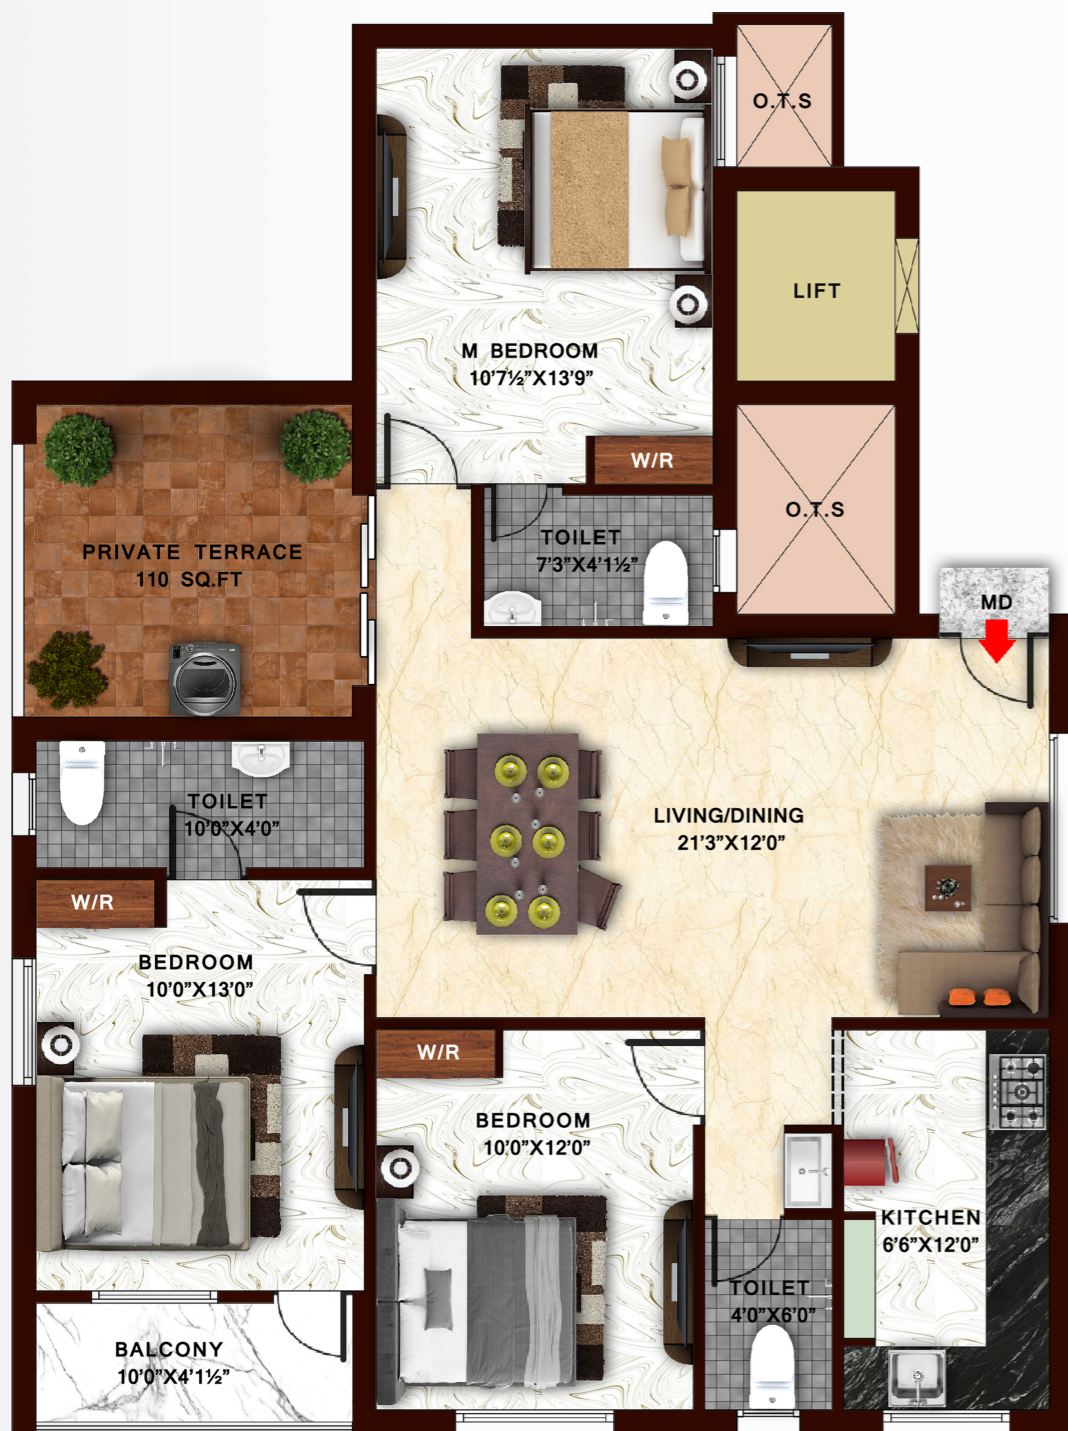 O.T.S
LIFT
M BEDROOM
10'7½"X13'9"
W/R
O.T.S
TOILET
7'3"X4'1½"
PRIVATE TERRACE
110 SQ.FT
MD
TOILET
10'0"X4'0"
LIVING/DINING
21'3"X12'0"
W/R
BEDROOM
10'0"X13'0"
W/R
BEDROOM
10'0"X12'0"
KITCHEN
6'6"X12'0"
TOILET
4'0"X6'0"
BALCONY
10'0"X4'1½"